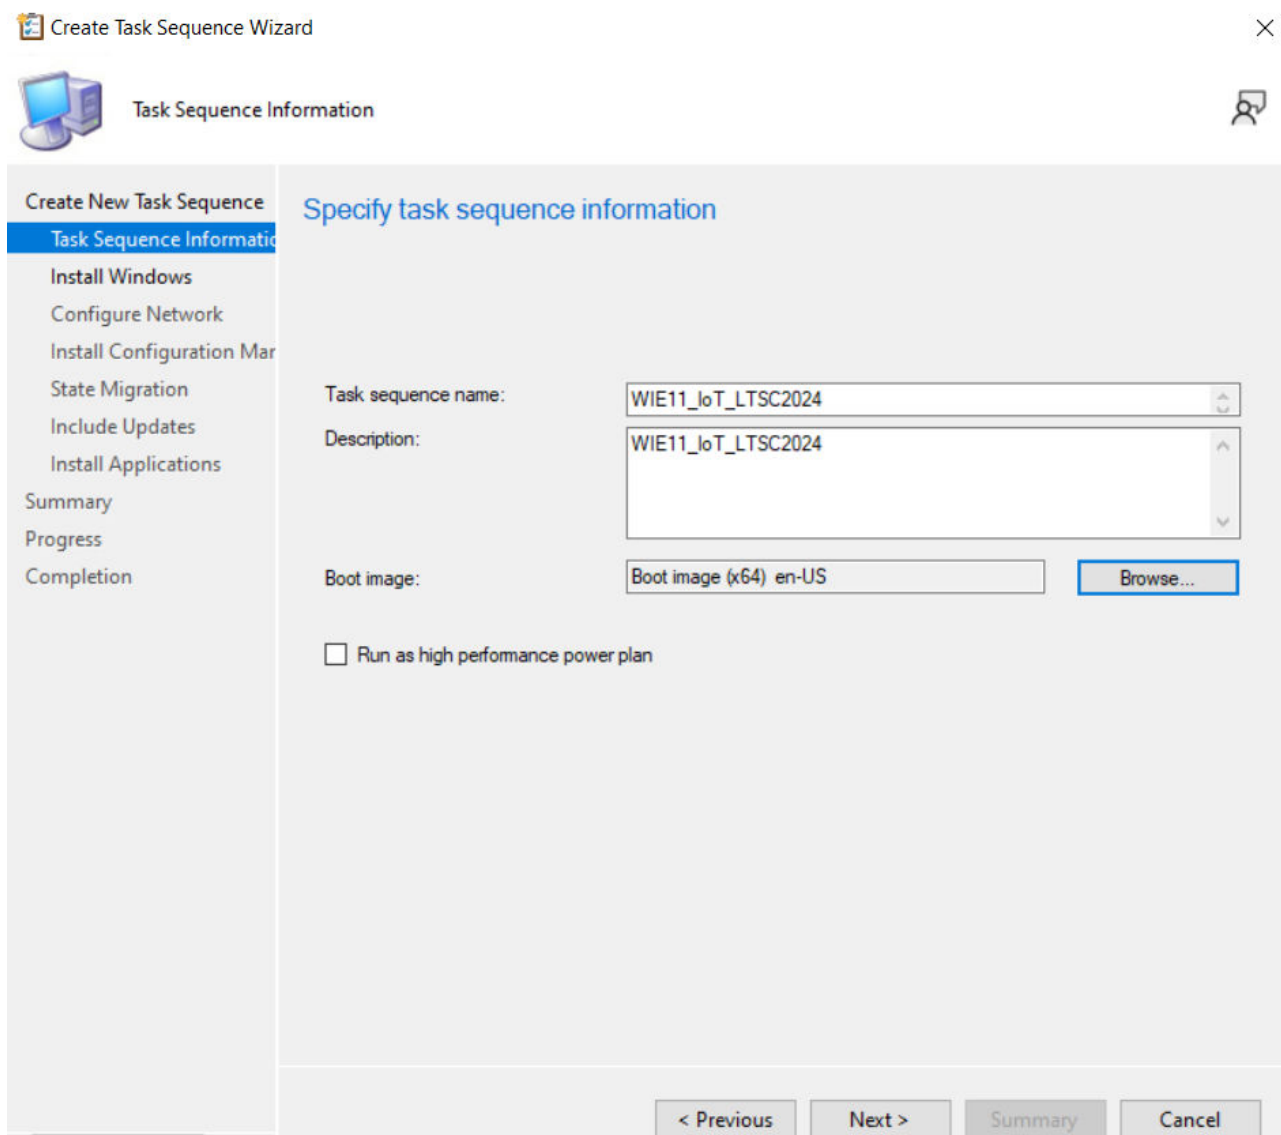 Create Task Sequence Wizard
Task Sequence Information
Create New Task Sequence
Task Sequence Informatic
Install Windows
Configure Network
Install Configuration Mar
State Migration
Include Updates
Install Applications
Summary
Progress
Completion
Specify task sequence information
Task sequence name: WIE11_IoT_LTSC2024
Description: WIE11_IoT_LTSC2024
Boot image: Boot image (x64) en-US Browse...
Run as high performance power plan
< Previous Next > Summary Cancel